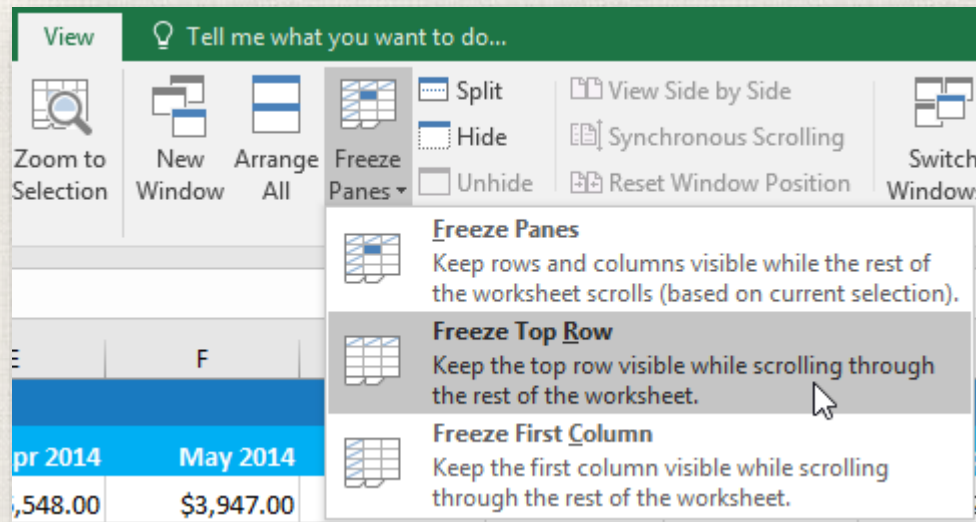 View
Tell me what you want to do...
Zoom to
Selection
New
Window
Arrange
All
Freeze
Panes
Split
Hide
Unhide
View Side by Side
Synchronous Scrolling
Reset Window Position
Switch
Windows
Freeze Panes
Keep rows and columns visible while the rest of
the worksheet scrolls (based on current selection).
Freeze Top Row
Keep the top row visible while scrolling through
the rest of the worksheet.
Freeze First Column
Keep the first column visible while scrolling
through the rest of the worksheet.
E
F
pr 2014
May 2014
,548.00
$3,947.00